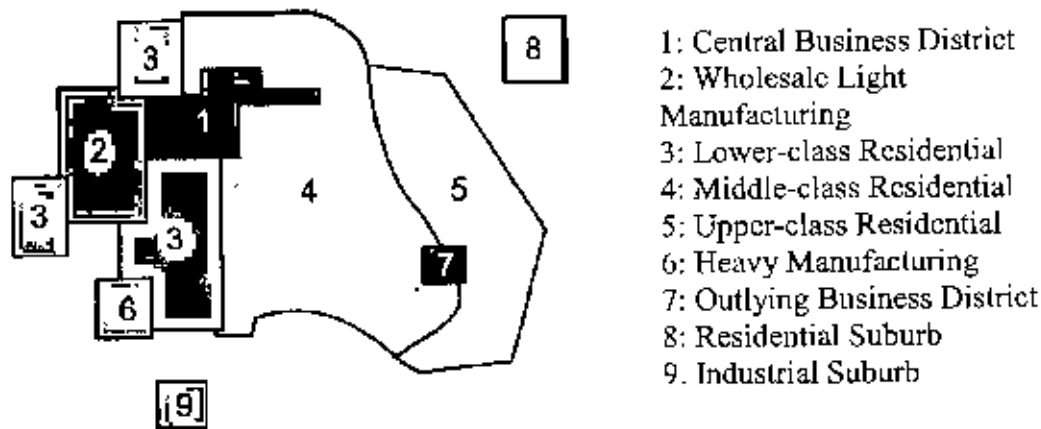 8
3
1
2
3
4
5
3
7
6
9
1: Central Business District
2: Wholesale Light
Manufacturing
3: Lower-class Residential
4: Middle-class Residential
5: Upper-class Residential
6: Heavy Manufacturing
7: Outlying Business District
8: Residential Suburb
9. Industrial Suburb